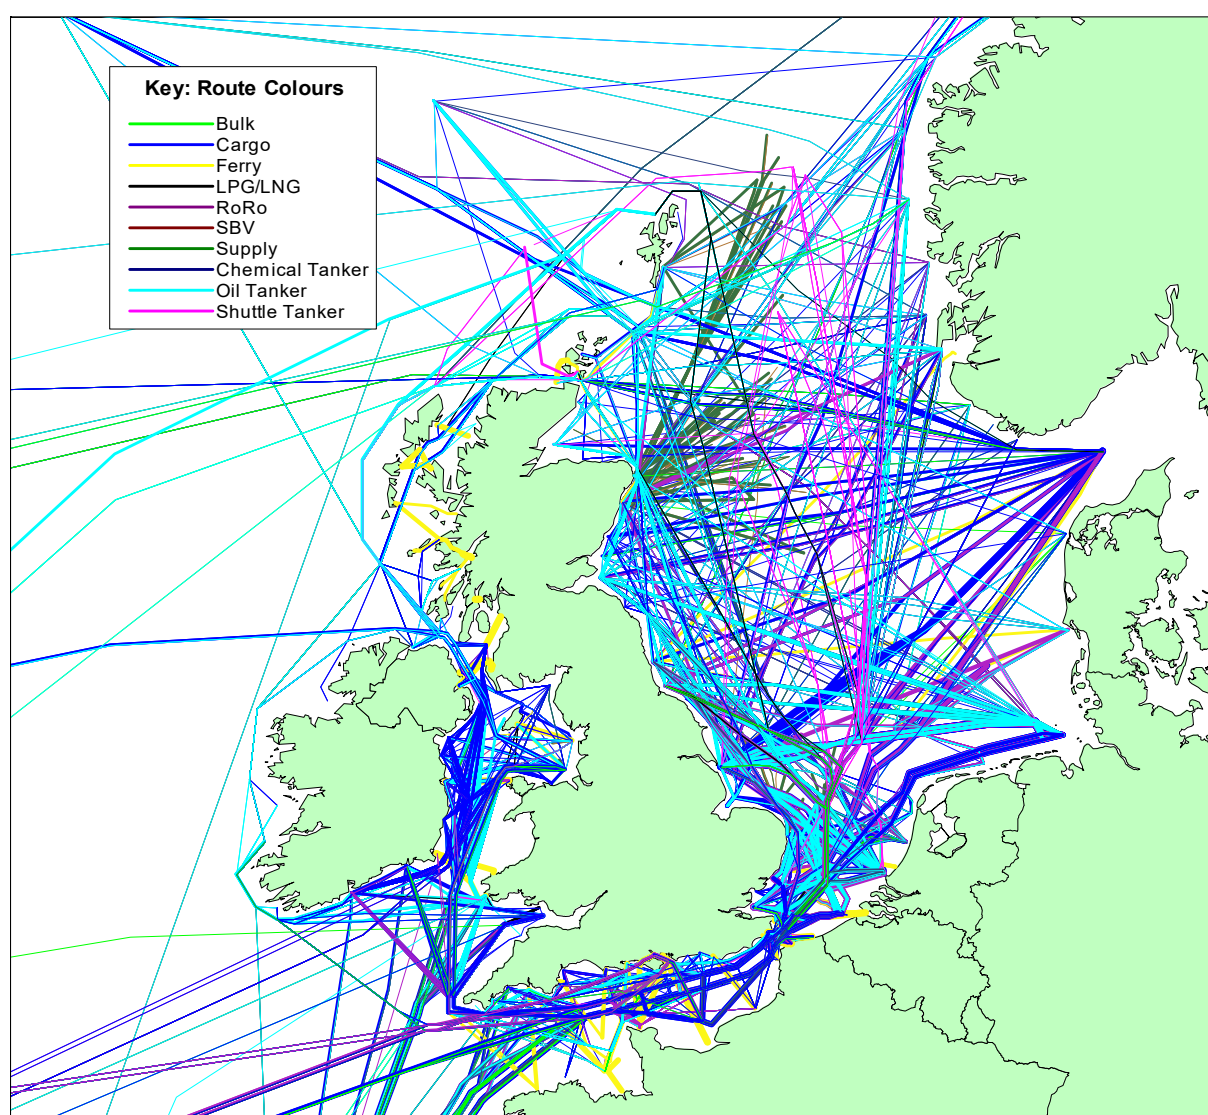 Key: Route Colours
Bulk
Cargo
Ferry
LPG/LNG
RoRo
SBV
Supply
Chemical Tanker
Oil Tanker
Shuttle Tanker